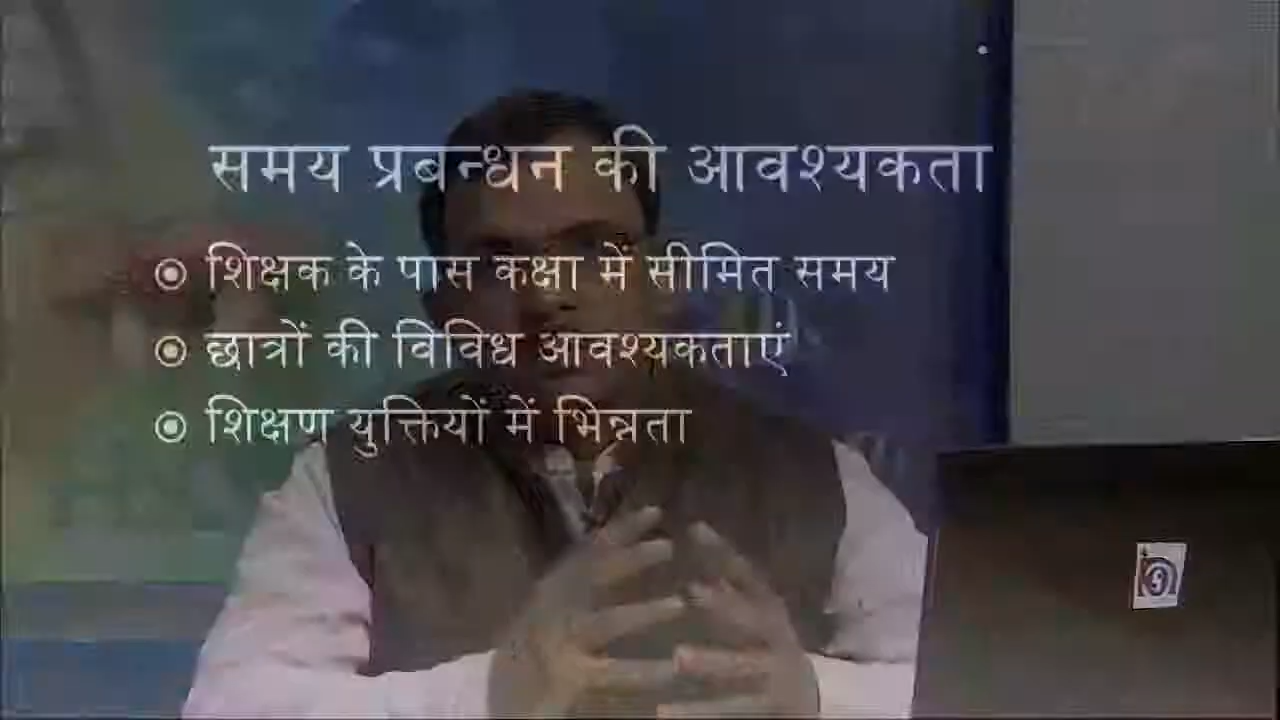 समय प्रबन्धन की आवश्यकता
शिक्षक के पास कक्षा में सीमित समय
छात्रों की विविध आवश्यकताएं
शिक्षण युक्तियों में भिन्नता